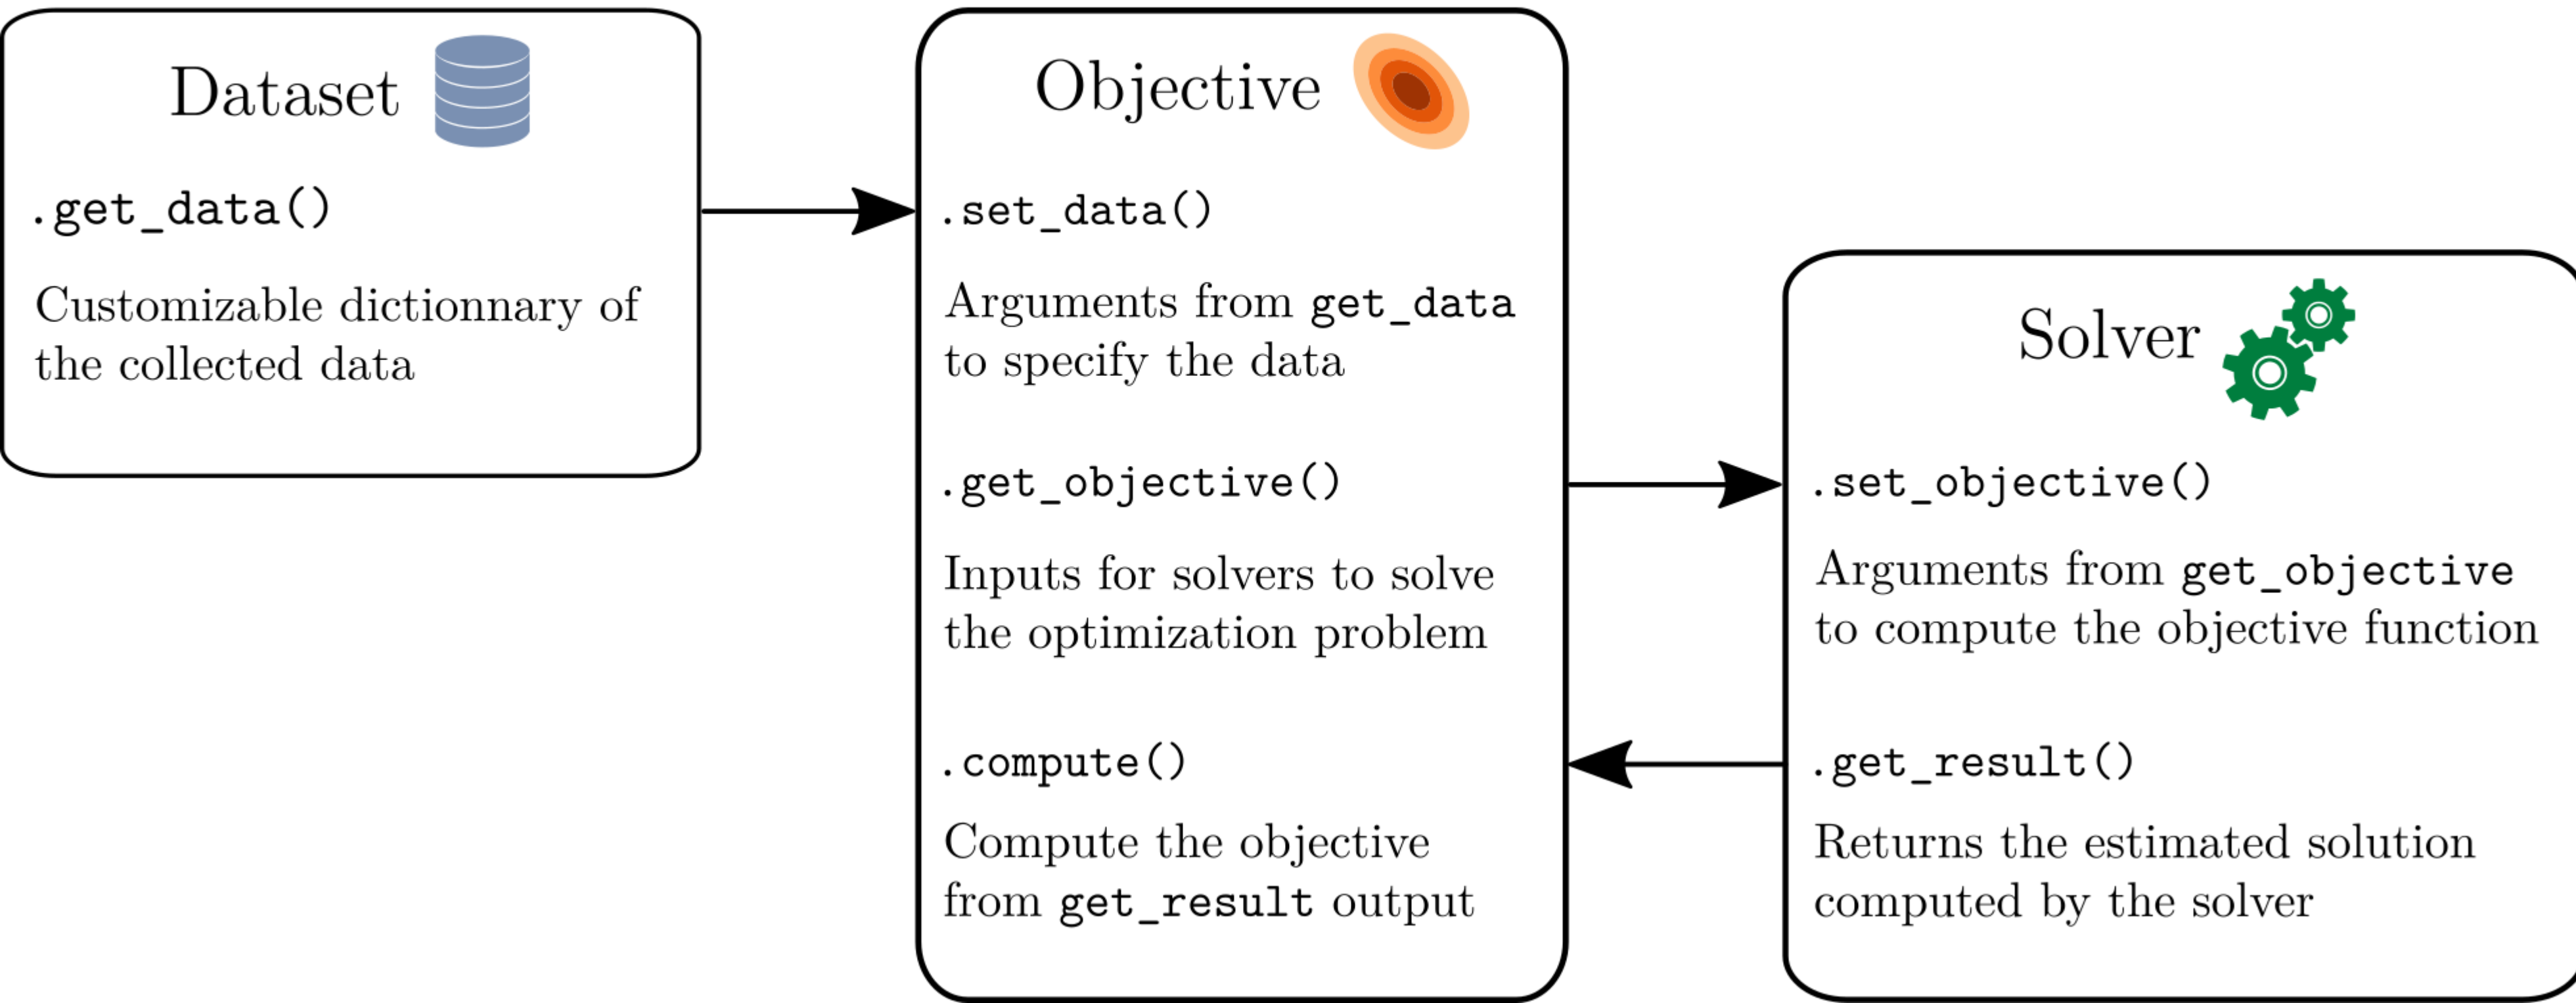 Dataset
.get_data()
Customizable dictionnary of
the collected data
Objective
.set_data()
Arguments from get_data
to specify the data
.get_objective()
Inputs for solvers to solve
the optimization problem
.compute()
Compute the objective
from get_result output
Solver
.set_objective()
Arguments from get_objective
to compute the objective function
.get_result()
Returns the estimated solution
computed by the solver